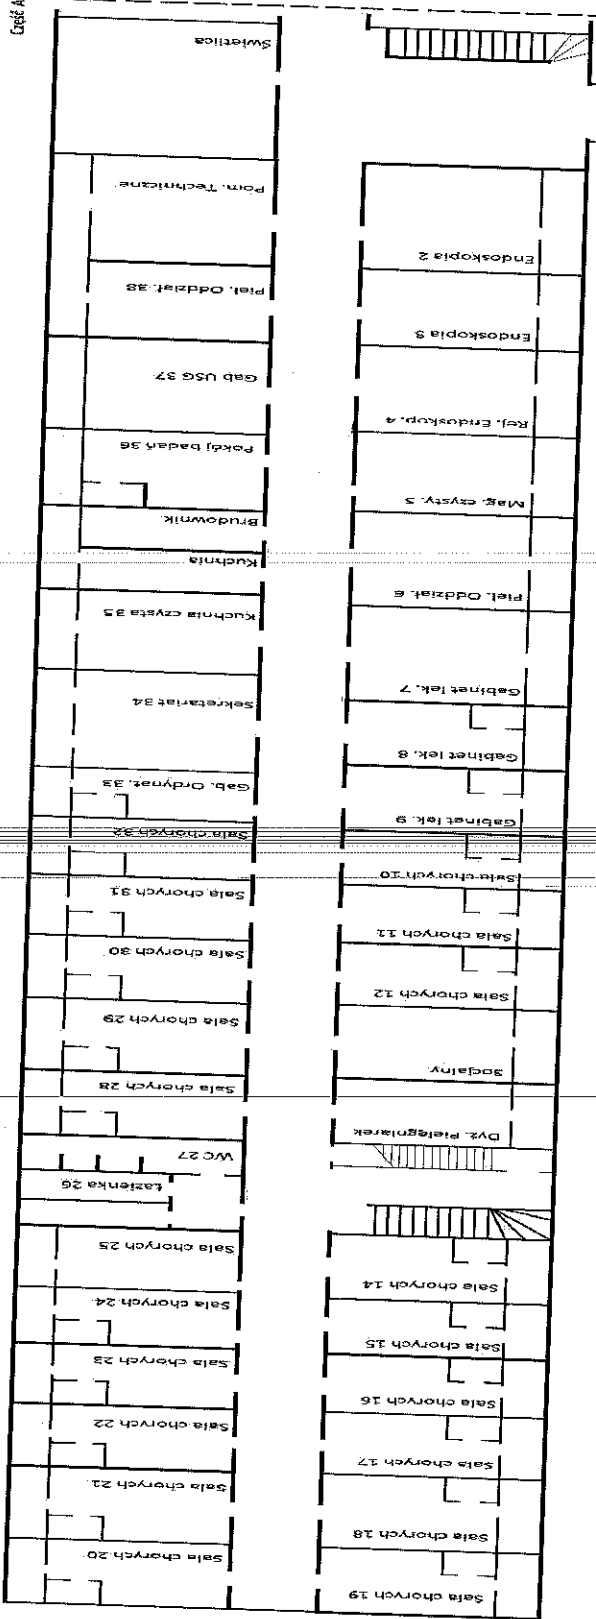 Część A
Świetlica
Pom. Techniczne
Piel. Oddział. 38
Gab USG 37
Pokój badań 36
Brudownik
Kuchnia
Kuchnia czysta 35
Sekretariat 34
Gab. Ordynat. 33
Sala chorych 32
Sala chorych 31
Sala chorych 30
Sala chorych 29
Sala chorych 28
WC 27
Łazienka 26
Sala chorych 25
Sala chorych 24
Sala chorych 23
Sala chorych 22
Sala chorych 21
Sala chorych 20
Endoskopia 2
Endoskopia 3
Rej. Endoskop. 4
Mag. czysty. 5
Piel. Oddział. 6
Gabinet lek. 7
Gabinet lek. 8
Gabinet lek. 9
Sala chorych 10
Sala chorych 11
Sala chorych 12
Socjalny
Dyż. Pielęgniarek
Sala chorych 14
Sala chorych 15
Sala chorych 16
Sala chorych 17
Sala chorych 18
Sala chorych 19